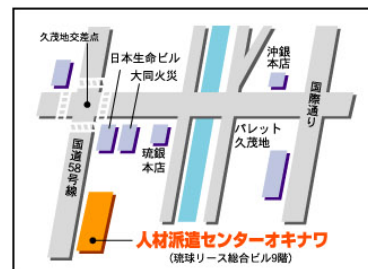 久茂地交差点
日本生命ビル
大同火災
沖銀
本店
国際通り
国道58号線
琉銀
本店
パレット
久茂地
人材派遣センターオキナワ
(琉球リース総合ビル9階)